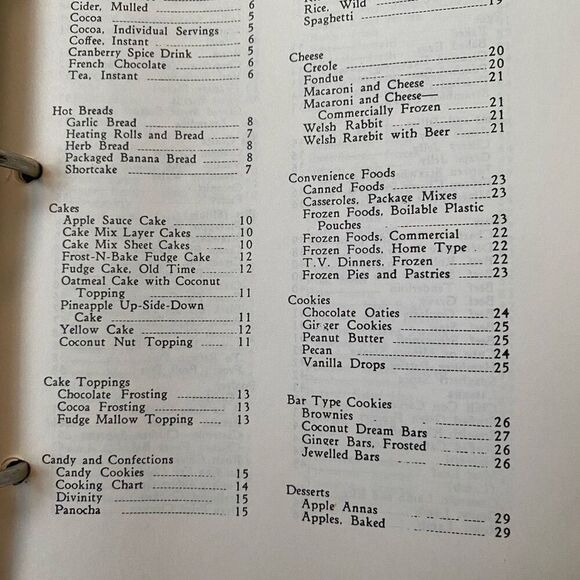 Cider, Mulled 6
Cocoa 5
Cocoa, Individual Servings 5
Coffee, Instant 6
Cranberry Spice Drink 5
French Chocolate 6
Tea, Instant 6
Hot Breads
Garlic Bread 8
Heating Rolls and Bread 7
Herb Bread 8
Packaged Banana Bread 8
Shortcake 7
Cakes
Apple Sauce Cake 10
Cake Mix Layer Cakes 10
Cake Mix Sheet Cakes 10
Frost-N-Bake Fudge Cake 12
Fudge Cake, Old Time 12
Oatmeal Cake with Coconut
Topping 11
Pineapple Up-Side-Down
Cake 11
Yellow Cake 12
Coconut Nut Topping 11
Cake Toppings
Chocolate Frosting 13
Cocoa Frosting 13
Fudge Mallow Topping 13
Candy and Confections
Candy Cookies 15
Cooking Chart 14
Divinity 15
Panocha 15
Rice, Wild 19
Spaghetti
Cheese
Creole 20
Fondue 20
Macaroni and Cheese 21
Macaroni and Cheese—
Commercially Frozen 21
Welsh Rabbit 21
Welsh Rarebit with Beer 21
Convenience Foods
Canned Foods 23
Casseroles, Package Mixes 23
Frozen Foods, Boilable Plastic
Pouches 23
Frozen Foods, Commercial 22
Frozen Foods, Home Type 22
T.V. Dinners, Frozen 22
Frozen Pies and Pastries 23
Cookies
Chocolate Oaties 24
Ginger Cookies 25
Peanut Butter 25
Pecan 24
Vanilla Drops 25
Bar Type Cookies
Brownies 26
Coconut Dream Bars 27
Ginger Bars, Frosted 26
Jewelled Bars 26
Desserts
Apple Annas 29
Apples, Baked 29